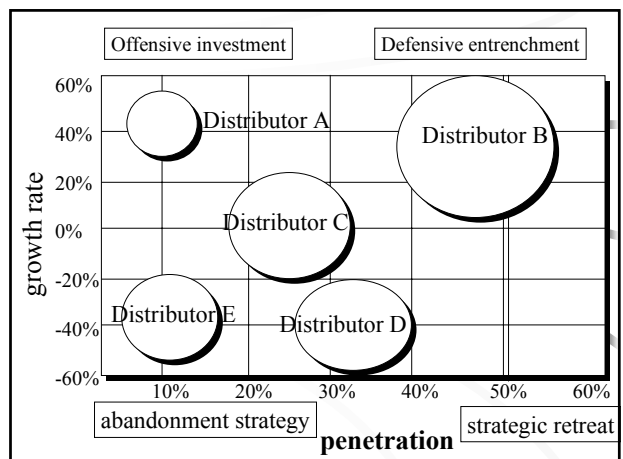 Offensive investment
Defensive entrenchment
60%
40%
20%
0%
-20%
-40%
-60%
growth rate
Distributor A
Distributor B
Distributor C
Distributor E
Distributor D
10%
20%
30%
40%
50%
60%
abandonment strategy
penetration
strategic retreat